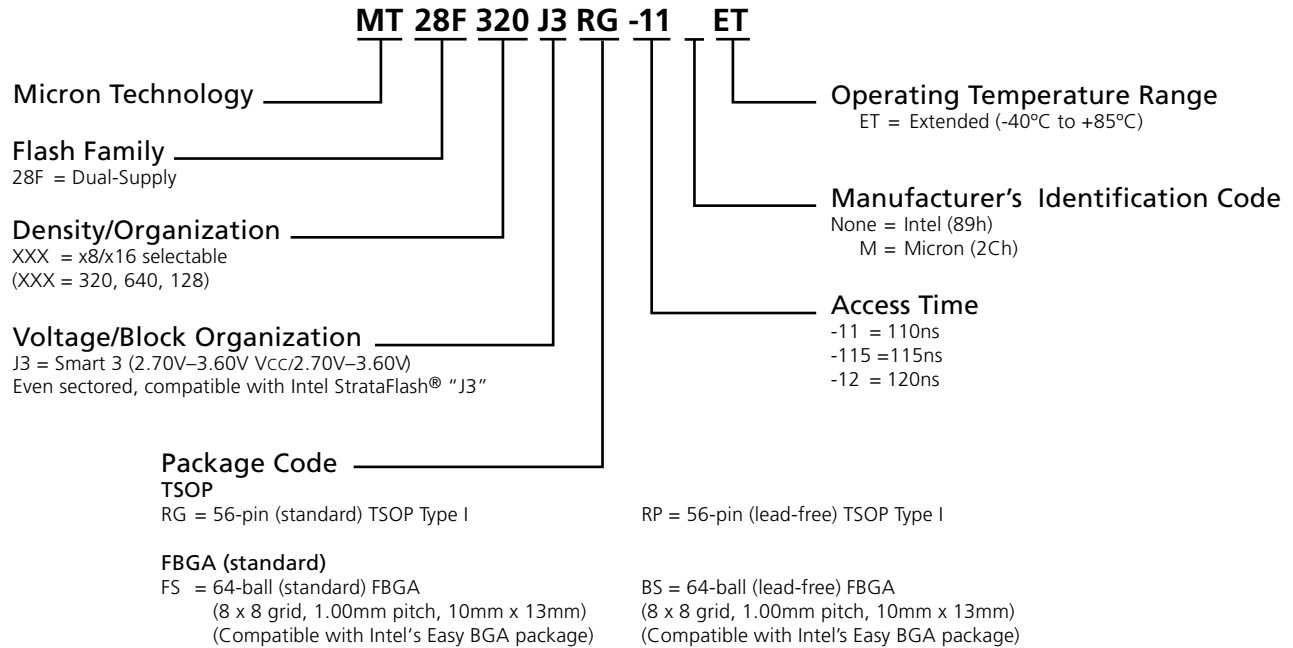 MT 28F 320 J3 RG -11 _ ET
Micron Technology
Flash Family
28F = Dual-Supply
Density/Organization
XXX = x8/x16 selectable
(XXX = 320, 640, 128)
Voltage/Block Organization
J3 = Smart 3 (2.70V–3.60V VCC/2.70V–3.60V)
Even sectored, compatible with Intel StrataFlash® “J3”
Package Code
TSOP
RG = 56-pin (standard) TSOP Type I
RP = 56-pin (lead-free) TSOP Type I
FBGA (standard)
FS = 64-ball (standard) FBGA
(8 x 8 grid, 1.00mm pitch, 10mm x 13mm)
(Compatible with Intel‘s Easy BGA package)
BS = 64-ball (lead-free) FBGA
(8 x 8 grid, 1.00mm pitch, 10mm x 13mm)
(Compatible with Intel’s Easy BGA package)
Operating Temperature Range
ET = Extended (-40ºC to +85ºC)
Manufacturer’s Identification Code
None = Intel (89h)
M = Micron (2Ch)
Access Time
-11 = 110ns
-115 =115ns
-12 = 120ns